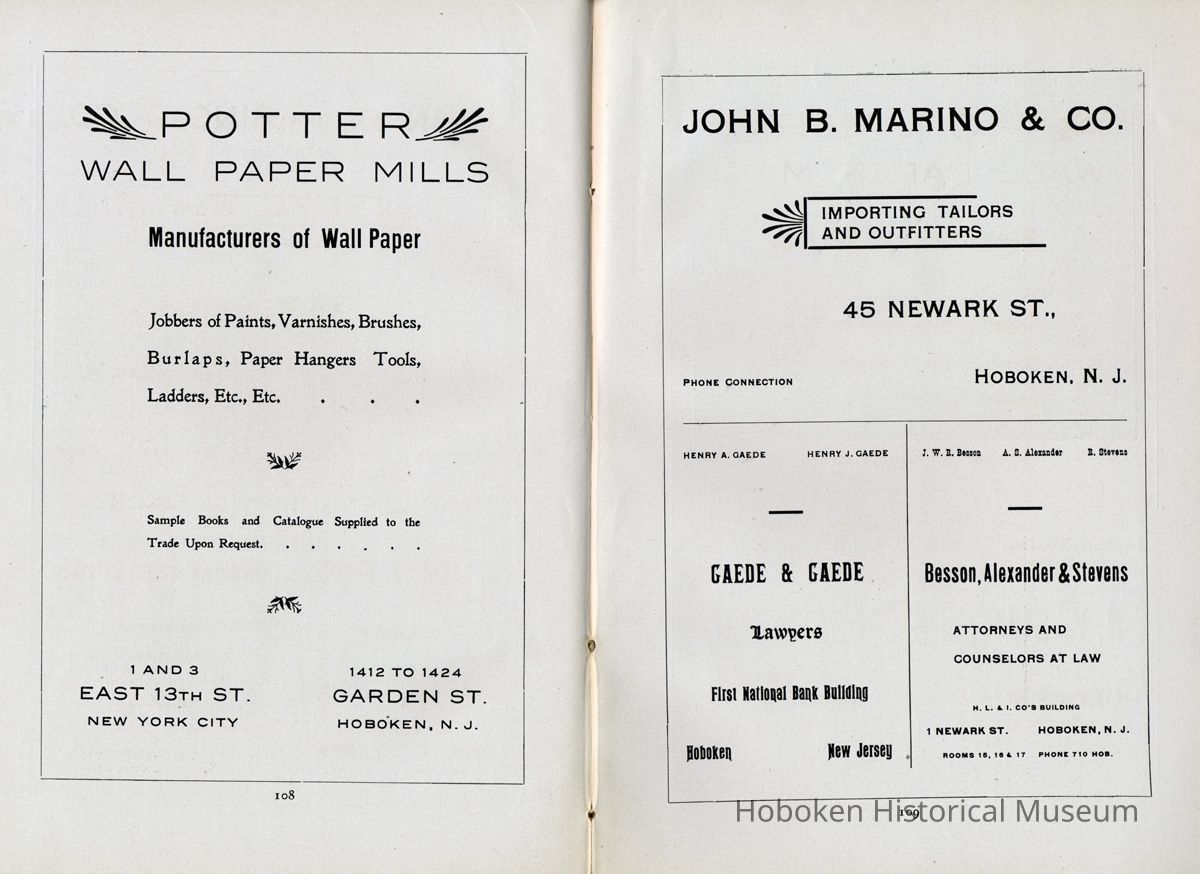 POTTER
WALL PAPER MILLS
Manufacturers of Wall Paper
Jobbers of Paints, Varnishes, Brushes,
Burlaps, Paper Hangers Tools,
Ladders, Etc., Etc. . . .
Sample Books and Catalogue Supplied to the
Trade Upon Request. . . . . . .
1 AND 3
EAST 13TH ST.
NEW YORK CITY
1412 TO 1424
GARDEN ST.
HOBOKEN, N. J.
108
JOHN B. MARINO & CO.
IMPORTING TAILORS
AND OUTFITTERS
45 NEWARK ST.,
PHONE CONNECTION
HOBOKEN, N. J.
HENRY A. GAEDE HENRY J. GAEDE
GAEDE & GAEDE
Lawyers
First National Bank Building
Hoboken New Jersey
J. W. R. Besson A. S. Alexander R. Stevens
Besson, Alexander & Stevens
ATTORNEYS AND
COUNSELORS AT LAW
H. L. & I. CO'S BUILDING
1 NEWARK ST. HOBOKEN, N. J.
ROOMS 15, 16 & 17 PHONE 710 HOB.
109
Hoboken Historical Museum